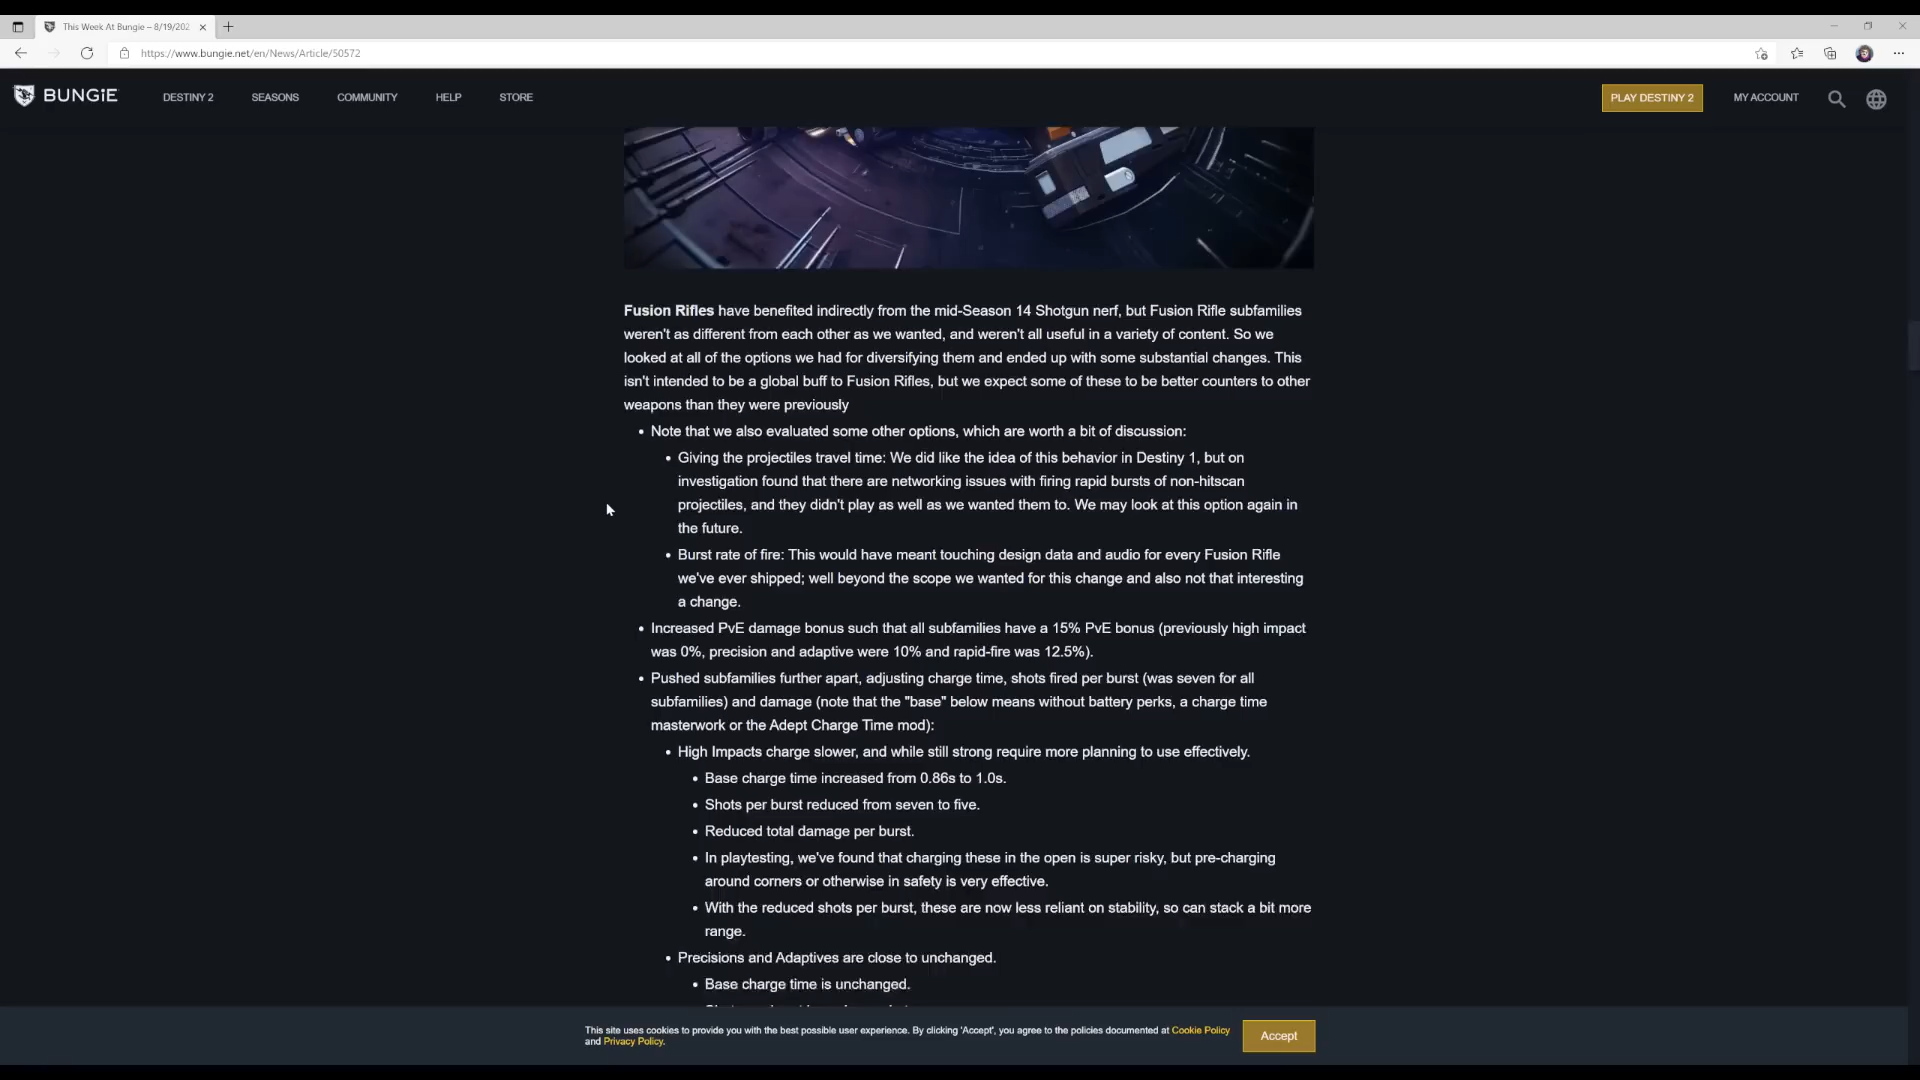 This Week At Bungie – 8/19/202
https://www.bungie.net/en/News/Article/50572
BUNGiE
DESTINY 2
SEASONS
COMMUNITY
HELP
STORE
PLAY DESTINY 2
MY ACCOUNT
Fusion Rifles have benefited indirectly from the mid-Season 14 Shotgun nerf, but Fusion Rifle subfamilies
weren't as different from each other as we wanted, and weren't all useful in a variety of content. So we
looked at all of the options we had for diversifying them and ended up with some substantial changes. This
isn't intended to be a global buff to Fusion Rifles, but we expect some of these to be better counters to other
weapons than they were previously
• Note that we also evaluated some other options, which are worth a bit of discussion:
• Giving the projectiles travel time: We did like the idea of this behavior in Destiny 1, but on
investigation found that there are networking issues with firing rapid bursts of non-hitscan
projectiles, and they didn't play as well as we wanted them to. We may look at this option again in
the future.
• Burst rate of fire: This would have meant touching design data and audio for every Fusion Rifle
we've ever shipped; well beyond the scope we wanted for this change and also not that interesting
a change.
• Increased PvE damage bonus such that all subfamilies have a 15% PvE bonus (previously high impact
was 0%, precision and adaptive were 10% and rapid-fire was 12.5%).
• Pushed subfamilies further apart, adjusting charge time, shots fired per burst (was seven for all
subfamilies) and damage (note that the "base" below means without battery perks, a charge time
masterwork or the Adept Charge Time mod):
• High Impacts charge slower, and while still strong require more planning to use effectively.
• Base charge time increased from 0.86s to 1.0s.
• Shots per burst reduced from seven to five.
• Reduced total damage per burst.
• In playtesting, we've found that charging these in the open is super risky, but pre-charging
around corners or otherwise in safety is very effective.
• With the reduced shots per burst, these are now less reliant on stability, so can stack a bit more
range.
• Precisions and Adaptives are close to unchanged.
• Base charge time is unchanged.
This site uses cookies to provide you with the best possible user experience. By clicking 'Accept', you agree to the policies documented at Cookie Policy
and Privacy Policy.
Accept